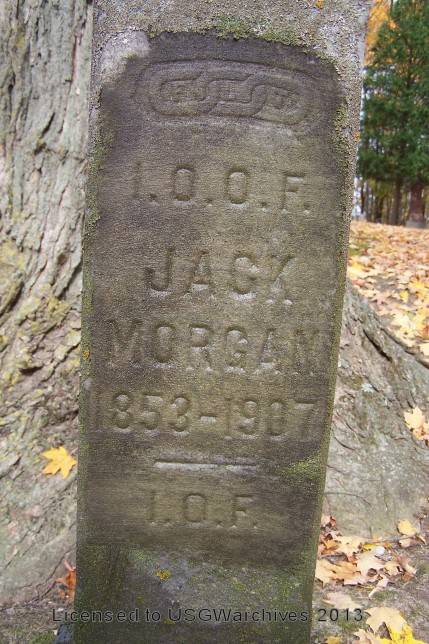 F L T
I.O.O.F.
JACK
MORGAN
1853-1907
I.O.F.
Licensed to USGWarchives 2013